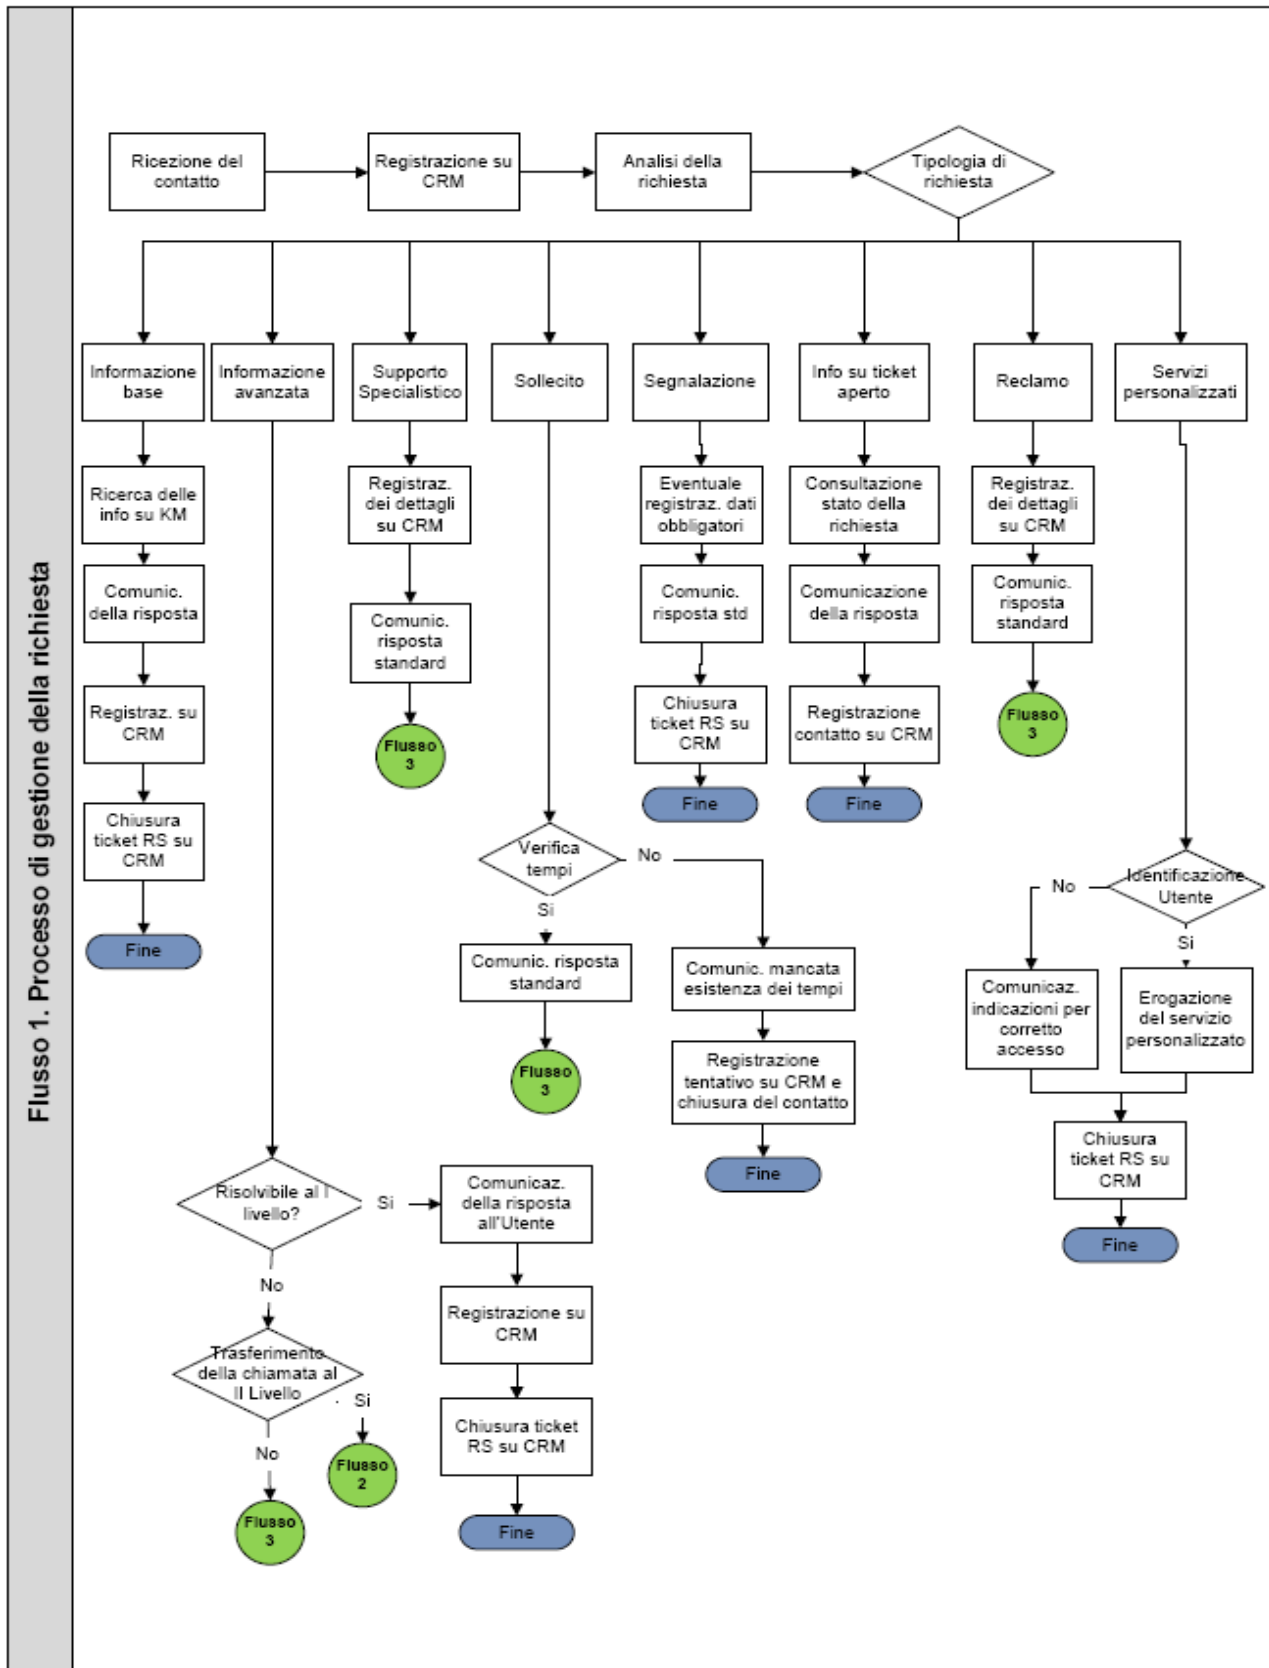 Flusso 1. Processo di gestione della richiesta
Ricezione del
contatto
Registrazione su
CRM
Analisi della
richiesta
Tipologia di
richiesta
Informazione
base
Informazione
avanzata
Supporto
Specialistico
Sollecito
Segnalazione
Info su ticket
aperto
Reclamo
Servizi
personalizzati
Ricerca delle
info su KM
Comunic.
della risposta
Registraz. su
CRM
Chiusura
ticket RS su
CRM
Fine
Registraz.
dei dettagli
su CRM
Comunic.
risposta
standard
Flusso
3
Eventuale
registraz. dati
obbligatori
Comunic.
risposta std
Chiusura
ticket RS su
CRM
Fine
Consultazione
stato della
richiesta
Comunicazione
della risposta
Registrazione
contatto su CRM
Fine
Registraz.
dei dettagli
su CRM
Comunic.
risposta
standard
Flusso
3
Verifica
tempi
No
Si
Comunic. risposta
standard
Flusso
3
Comunic. mancata
esistenza dei tempi
Registrazione
tentativo su CRM e
chiusura del contatto
Fine
Identificazione
Utente
No
Si
Comunicaz.
indicazioni per
corretto
accesso
Erogazione
del servizio
personalizzato
Chiusura
ticket RS su
CRM
Fine
Risolvibile al I
livello?
Si
No
Comunicaz.
della risposta
all'Utente
Registrazione su
CRM
Chiusura ticket
RS su CRM
Fine
Trasferimento
della chiamata al
II Livello
Si
No
Flusso
2
Flusso
3